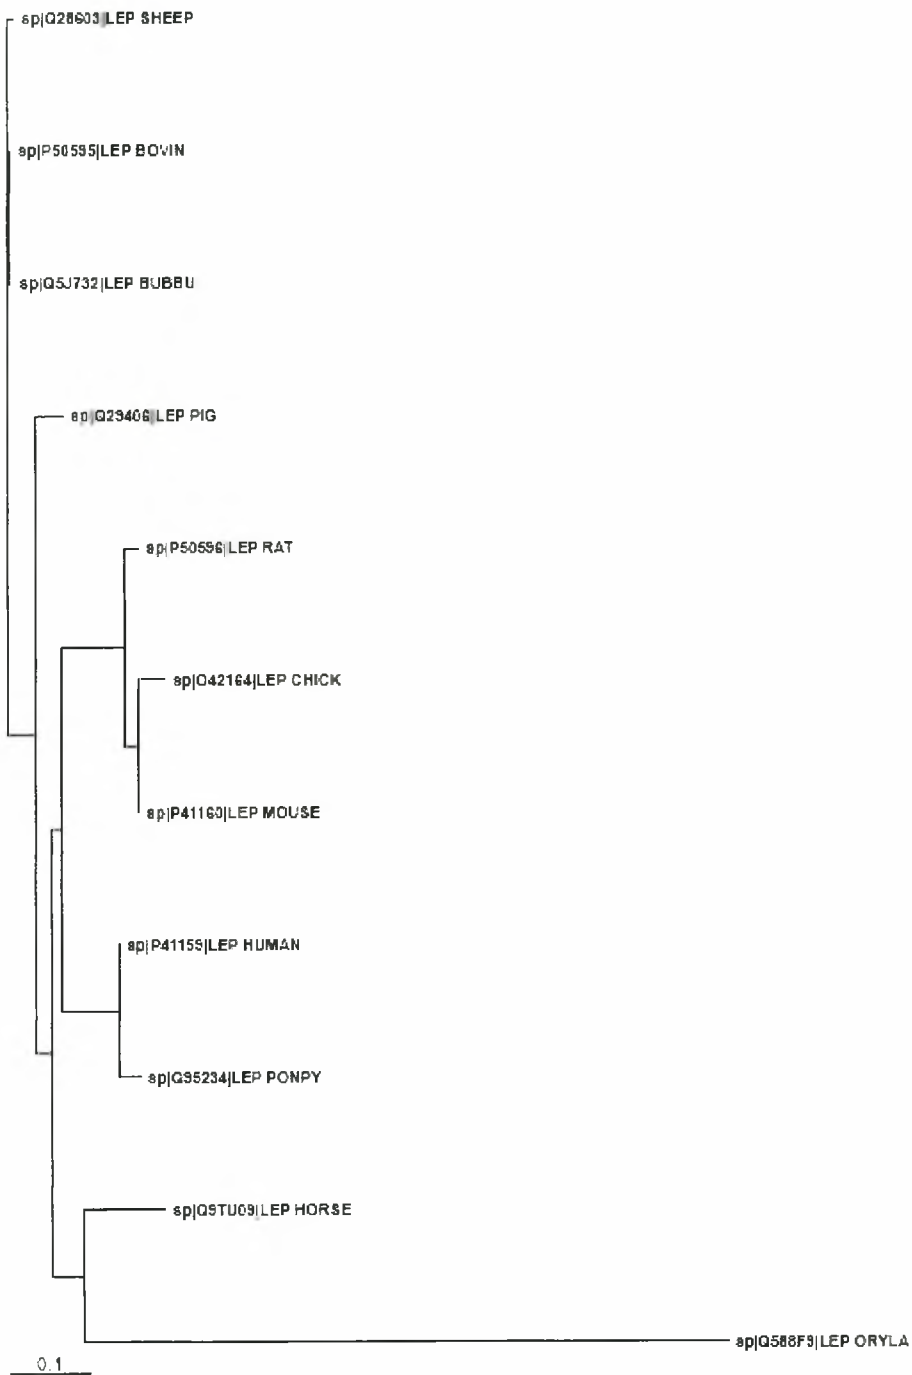 sp|Q28603|LEP SHEEP
sp|P50595|LEP BOVIN
sp|Q5J732|LEP BUBBU
sp|Q29406|LEP PIG
sp|P50596|LEP RAT
sp|O42164|LEP CHICK
sp|P41160|LEP MOUSE
sp|P41159|LEP HUMAN
sp|Q95234|LEP PONPY
sp|Q9TU09|LEP HORSE
sp|Q588F9|LEP ORYLA
0.1